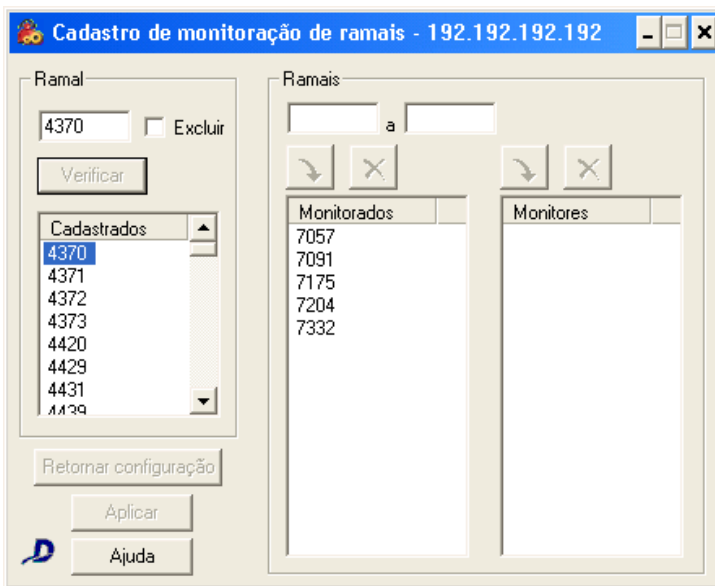 Cadastro de monitoração de ramais - 192.192.192.192
Ramal
4370
Excluir
Verificar
Cadastrados
4370
4371
4372
4373
4420
4429
4431
4439
Retornar configuração
Aplicar
Ajuda
Ramais
a
Monitorados
7057
7091
7175
7204
7332
Monitores